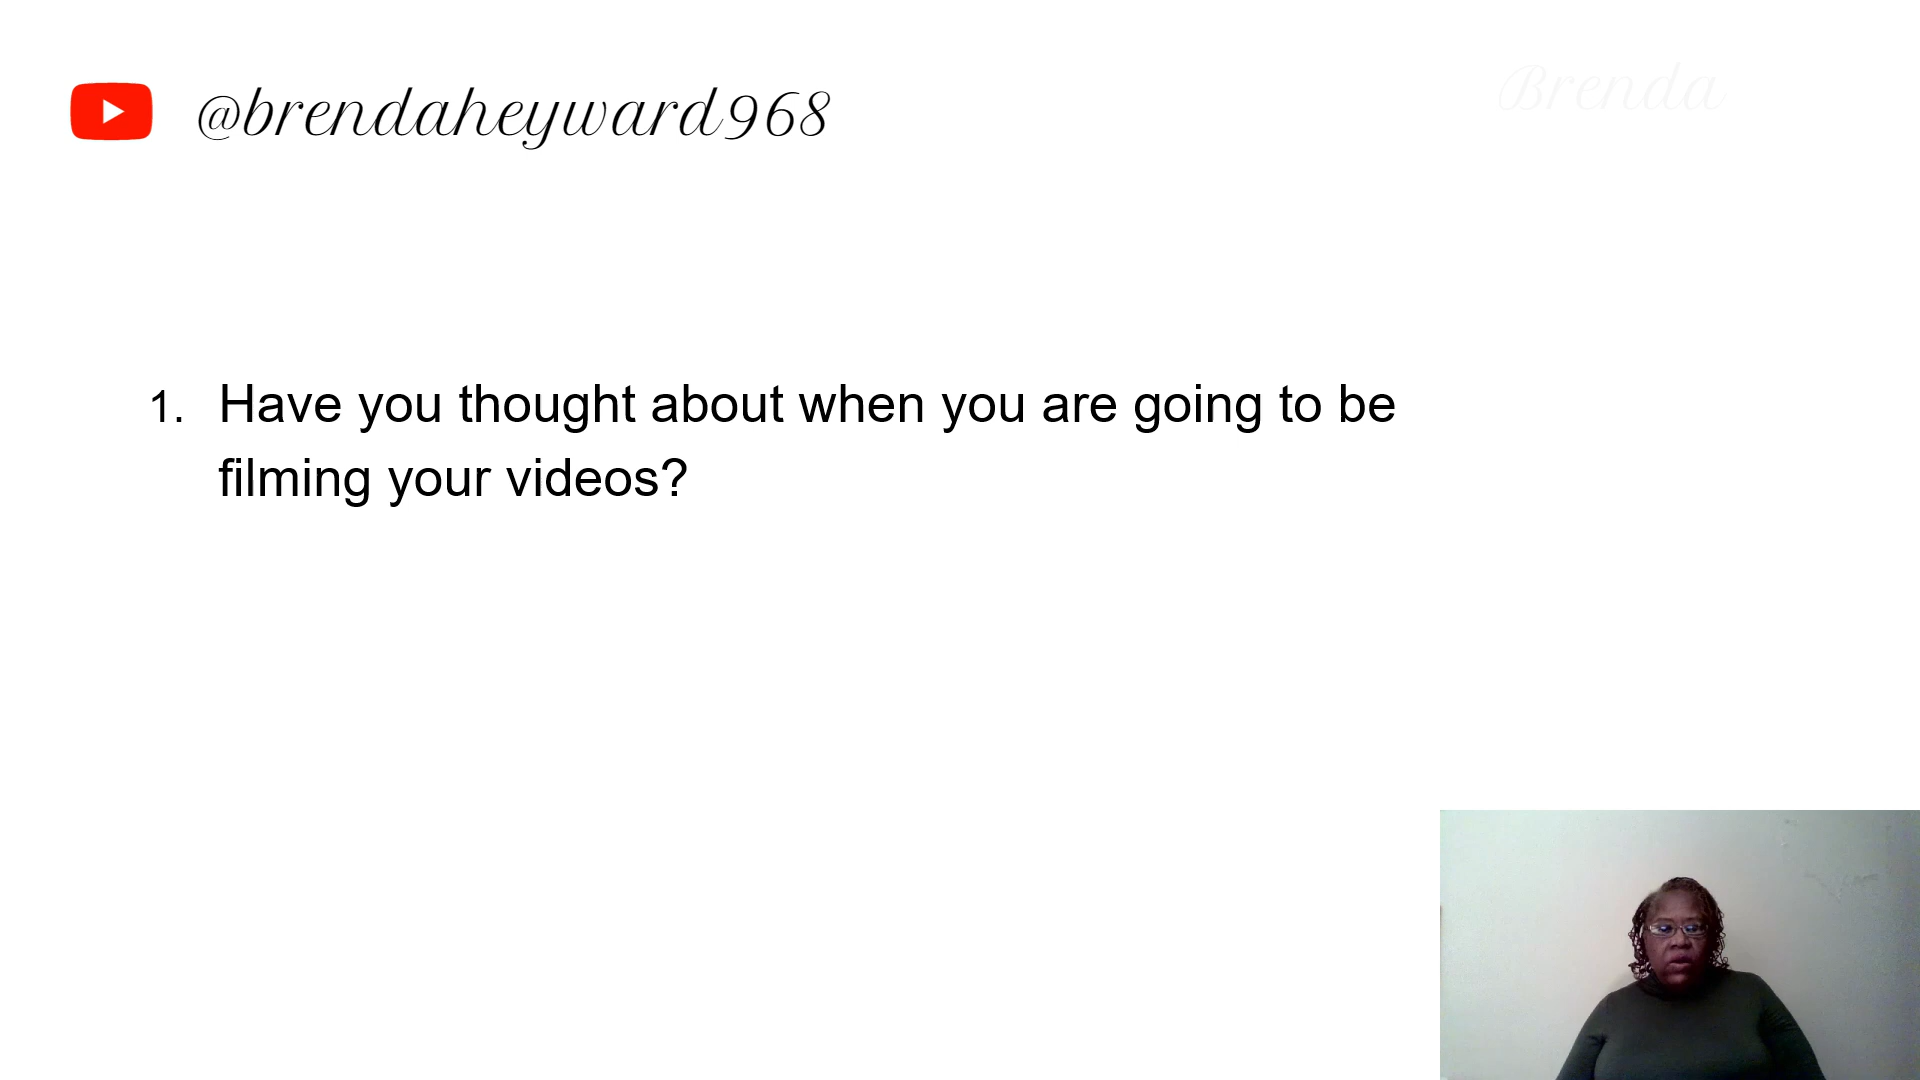 @brendaheyward968
Brenda
1. Have you thought about when you are going to be
filming your videos?